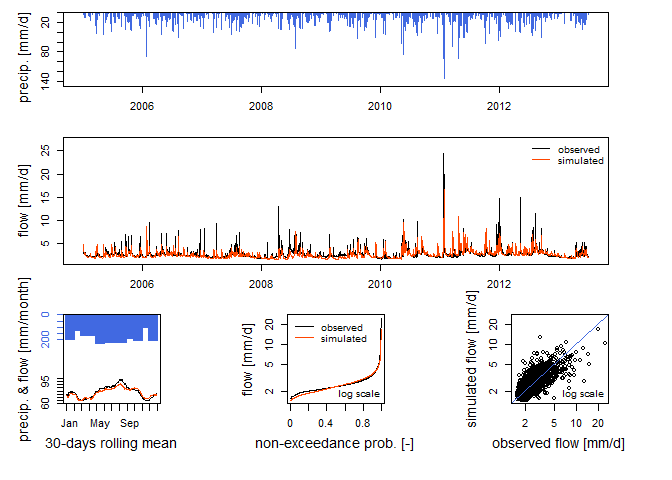 precip. [mm/d]
20
140
2006
2008
2010
2012
flow [mm/d]
25
20
15
10
5
observed
simulated
2006
2008
2010
2012
precip. & flow [mm/month]
0
200
95
60
Jan
May
Sep
30-days rolling mean
flow [mm/d]
20
10
5
2
observed
simulated
log scale
0
0.4
0.8
non-exceedance prob. [-]
simulated flow [mm/d]
20
10
5
2
log scale
2
5
10
20
observed flow [mm/d]